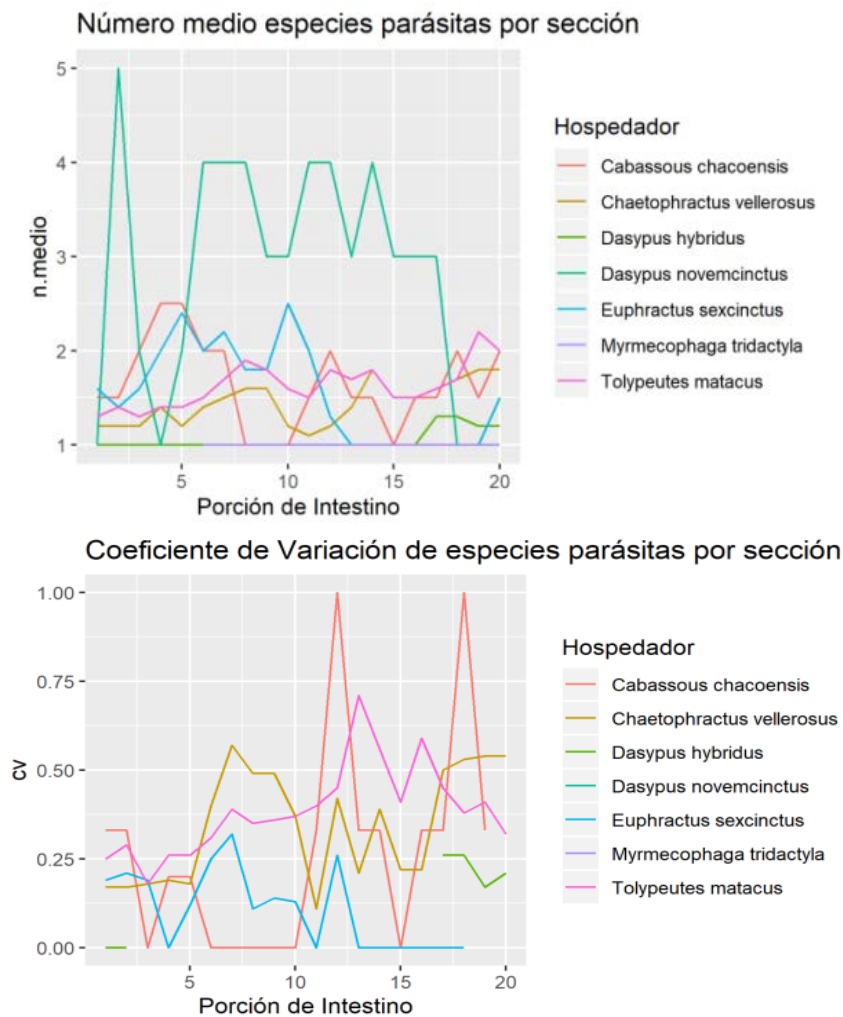 Número medio especies parásitas por sección
5
4
3
2
1
n.medio
5
10
15
20
Porción de Intestino
Hospedador
Cabassous chacoensis
Chaetophractus vellerosus
Dasypus hybridus
Dasypus novemcinctus
Euphractus sexcinctus
Myrmecophaga tridactyla
Tolypeutes matacus
Coeficiente de Variación de especies parásitas por sección
1.00
0.75
0.50
0.25
0.00
cv
5
10
15
20
Porción de Intestino
Hospedador
Cabassous chacoensis
Chaetophractus vellerosus
Dasypus hybridus
Dasypus novemcinctus
Euphractus sexcinctus
Myrmecophaga tridactyla
Tolypeutes matacus